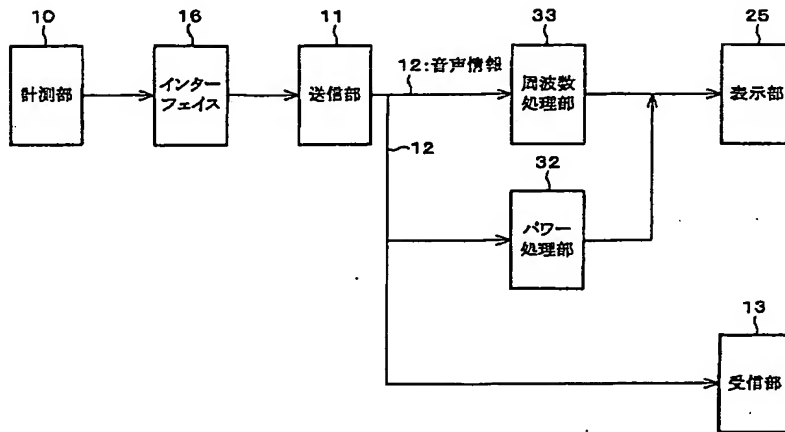 10
16
11
33
25
計測部
インター
フェイス
送信部
12:音声情報
周波数
処理部
表示部
12
32
パワー
処理部
13
受信部